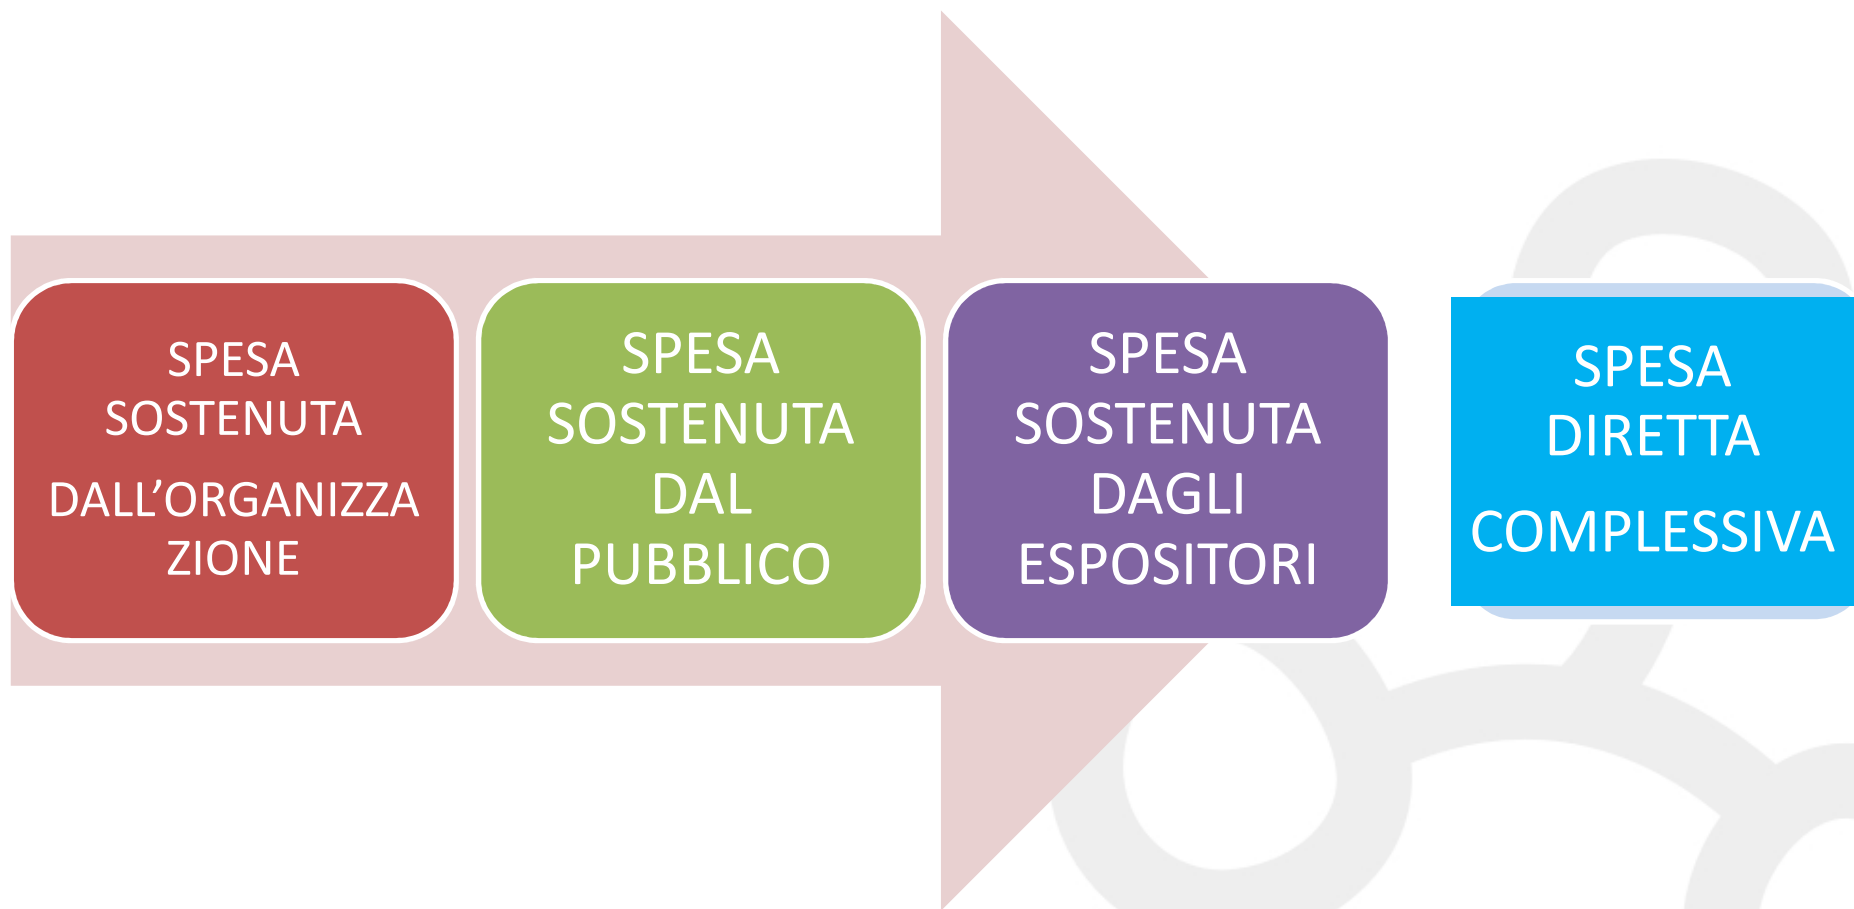 SPESA
SOSTENUTA
DALL’ORGANIZZA
ZIONE
SPESA
SOSTENUTA
DAL
PUBBLICO
SPESA
SOSTENUTA
DAGLI
ESPOSITORI
SPESA
DIRETTA
COMPLESSIVA